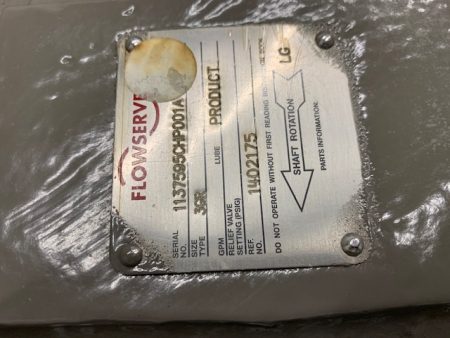 FLOWSERVE
SERIAL NO. 1137595CHP001A
SIZE TYPE
GPM LUBE PRODUCT
RELIEF VALVE SETTING (PSIG)
REF. NO. 1402175
DO NOT OPERATE WITHOUT FIRST READING
LG
SHAFT ROTATION
PARTS INFORMATION: